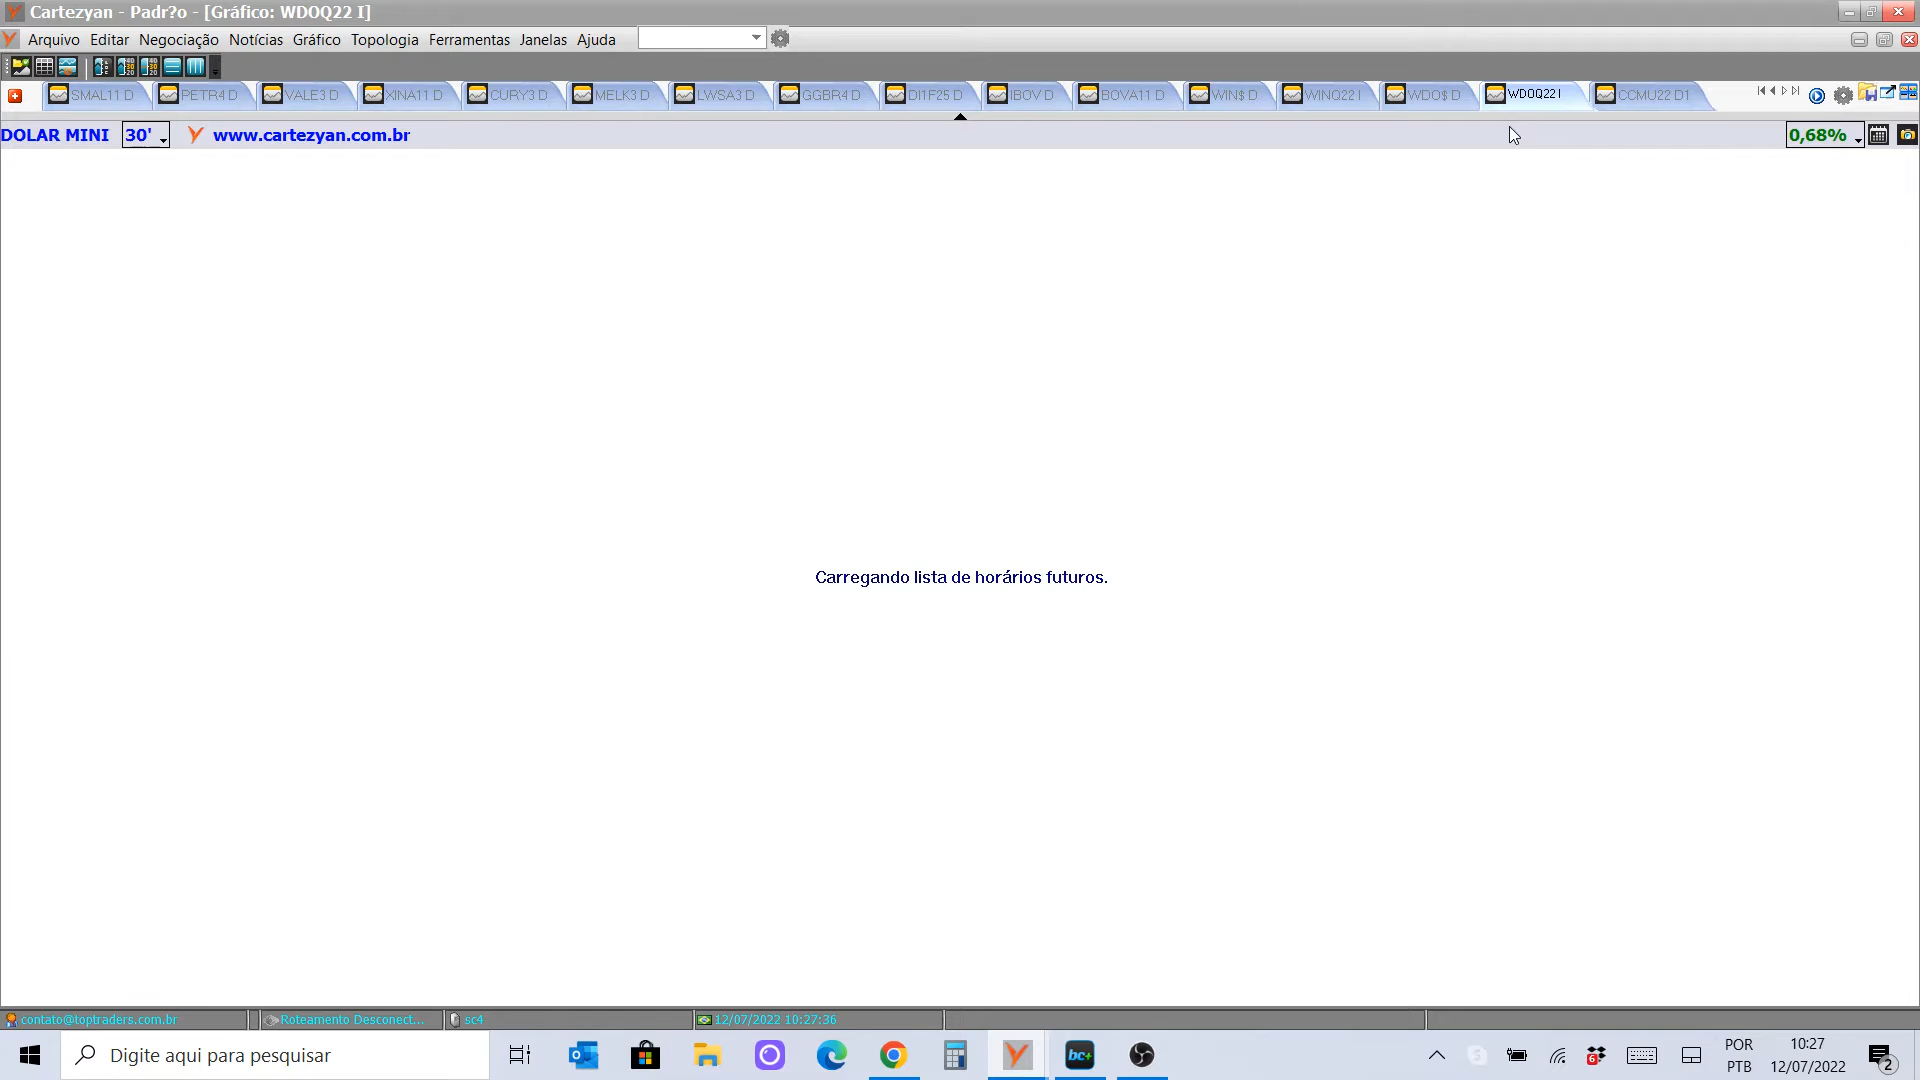 Cartezyan - Padr?o - [Gráfico: WDOQ22 I]
Arquivo Editar Negociação Notícias Gráfico Topologia Ferramentas Janelas Ajuda
SMAL11 D PETR4 D VALE3 D XINA11 D CURY3 D MELK3 D LWSA3 D GGBR4 D DI1F25 D IBOV D BOVA11 D WIN$ D WINQ22 I WDO$ D WDOQ22 I CCMU22 D1
DOLAR MINI 30' www.cartezyan.com.br 0,68%
Carregando lista de horários futuros.
contato@toptraders.com.br Roteamento Desconect... sc4 12/07/2022 10:27:36
Digite aqui para pesquisar
bc+
6
POR
PTB
10:27
12/07/2022
2